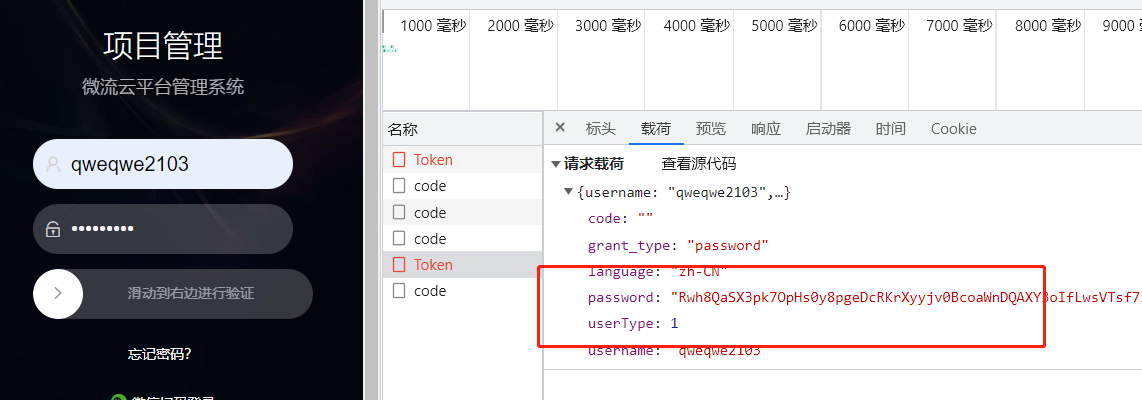 项目管理
微流云平台管理系统
qweqwe2103
•••••••••
滑动到右边进行验证
忘记密码?
1000 毫秒 2000 毫秒 3000 毫秒 4000 毫秒 5000 毫秒 6000 毫秒 7000 毫秒 8000 毫秒 9000
名称
Token
code
code
code
Token
code
× 标头 载荷 预览 响应 启动器 时间 Cookie
请求载荷 查看源代码
{username: "qweqwe2103",…}
code: ""
grant_type: "password"
language: "zh-CN"
password: "Rwh8QaSX3pk7OpHs0y8pgeDcRKrXyyjv0BcoaWnDQAXY3oIfLwsVTsf7
userType: 1
username: "qweqwe2103"